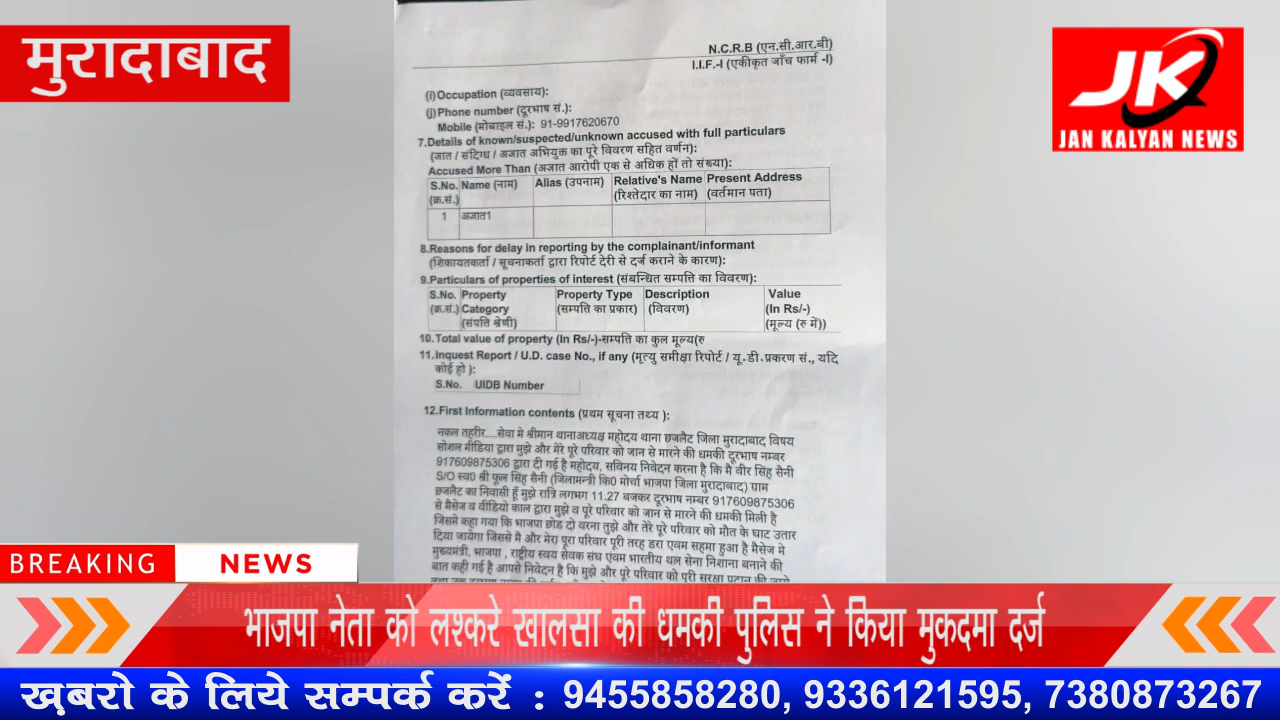 मुरादाबाद
JK
JAN KALYAN NEWS
N.C.R.B (एन.सी.आर.बी)
I.I.F.-I (एकीकृत जाँच फार्म -I)
(i) Occupation (व्यवसाय):
(j) Phone number (दूरभाष सं.):
Mobile (मोबाइल सं.): 91-9917620670
7.Details of known/suspected/unknown accused with full particulars
(जात / संदिग्ध / अज्ञात अभियुक्त का पूरे विवरण सहित वर्णन):
Accused More Than (अज्ञात आरोपी एक से अधिक हों तो संख्या):
S.No. Name (नाम) Alias (उपनाम) Relative's Name Present Address
(क्र.सं.) (रिश्तेदार का नाम) (वर्तमान पता)
1 अज्ञात1
8.Reasons for delay in reporting by the complainant/informant
(शिकायतकर्ता / सूचनाकर्ता द्वारा रिपोर्ट देरी से दर्ज कराने के कारण):
9.Particulars of properties of interest (संबन्धित सम्पत्ति का विवरण):
S.No. Property Property Type Description Value
(क्र.सं.) Category (सम्पत्ति का प्रकार) (विवरण) (In Rs/-)
(संपत्ति श्रेणी) (मूल्य (रु में))
10.Total value of property (In Rs/-)-सम्पत्ति का कुल मूल्य(रु
11.Inquest Report / U.D. case No., if any (मृत्यु समीक्षा रिपोर्ट / यू.डी.प्रकरण सं., यदि
कोई हो ):
S.No. UIDB Number
12.First Information contents (प्रथम सूचना तथ्य ):
नकल तहरीर....सेवा मे श्रीमान थानाअध्यक्ष महोदय थाना छजलैट जिला मुरादाबाद विषय
सोशल मीडिया द्वारा मुझे और मेरे पूरे परिवार को जान से मारने की धमकी दूरभाष नम्बर
917609875306 द्वारा दी गई है महोदय, सविनय निवेदन करना है कि मै वीर सिंह सैनी
S/O स्व0 श्री फूल सिंह सैनी (जिलामन्त्री कि0 मोर्चा भाजपा जिला मुरादाबाद) ग्राम
छजलैट का निवासी हूँ मुझे रात्रि लगभग 11.27 बजकर दूरभाष नम्बर 917609875306
से मैसेज व वीडियो काल द्वारा मुझे व पूरे परिवार को जान से मारने की धमकी मिली है
जिसमे कहा गया कि भाजपा छोड दो वरना तुझे और तेरे पूरे परिवार को मौत के घाट उतार
दिया जायेगा जिससे मै और मेरा पूरा परिवार पूरी तरह डरा एवम सहमा हुआ है मैसेज मे
मुख्यमंत्री, भाजपा , राष्ट्रीय स्वय सेवक संघ एवम भारतीय थल सेना निशाना बनाने की
बात कही गई है आपसे निवेदन है कि मुझे और पूरे परिवार को पूरी सुरक्षा प्रदान की जाये
BREAKING NEWS
भाजपा नेता को लश्करे खालसा की धमकी पुलिस ने किया मुकदमा दर्ज
ख़बरो के लिये सम्पर्क करें : 9455858280, 9336121595, 7380873267